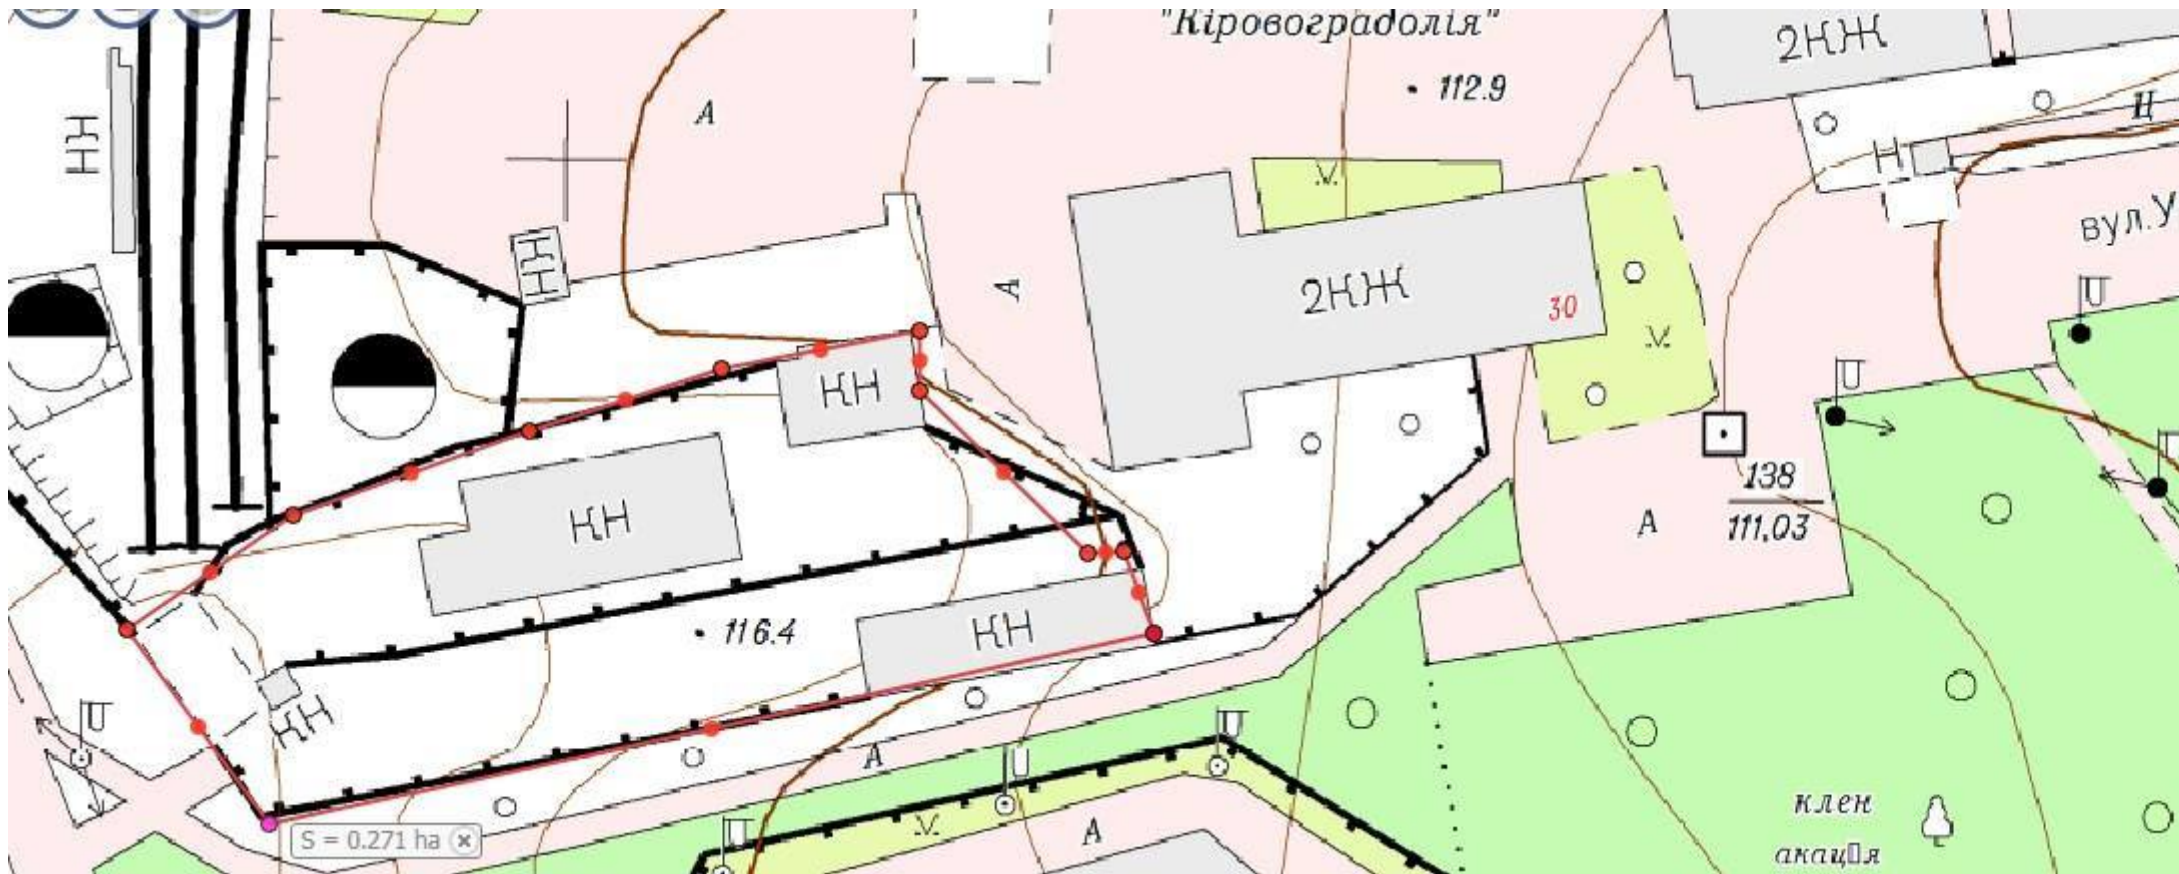 "Кіровоградолія"
2КЖ
112.9
А
Ц
КН
Н
КН
вул.У
А
2КЖ
30
КН
138
111,03
А
КН
КН
116.4
КН
А
S = 0.271 ha
А
клен
акац▯я